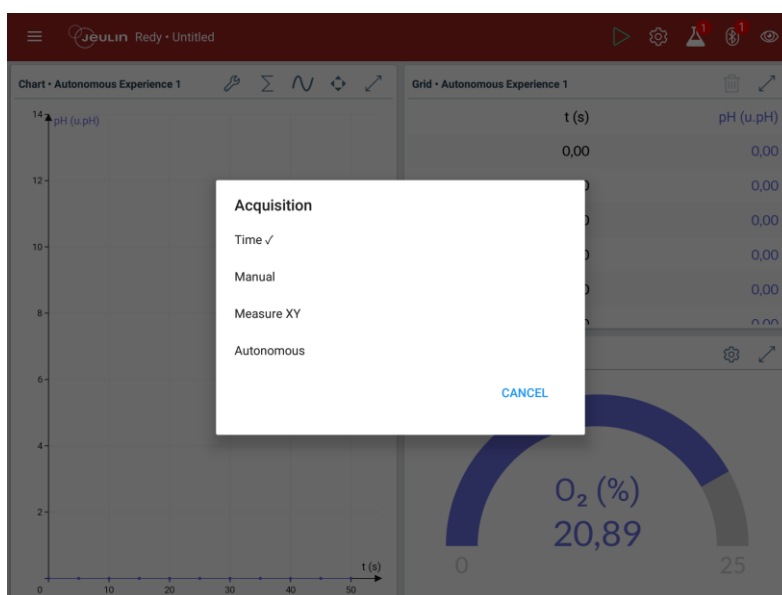 Jeulin Redy • Untitled
1
1
Chart • Autonomous Experience 1
Grid • Autonomous Experience 1
t (s)
pH (u.pH)
0,00
0,00
0,00
0,00
0,00
0,00
14
pH (u.pH)
12
10
8
6
4
2
0
10
20
30
40
50
t (s)
Acquisition
Time ✓
Manual
Measure XY
Autonomous
CANCEL
O₂ (%)
20,89
0
25